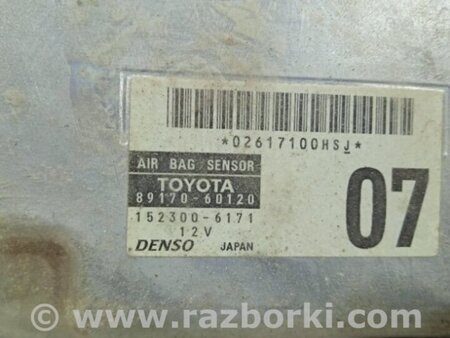 *02617100HSJ*
AIR BAG SENSOR
TOYOTA
89170-60120
152300-6171
12V
DENSO JAPAN
07
© www.razborki.com